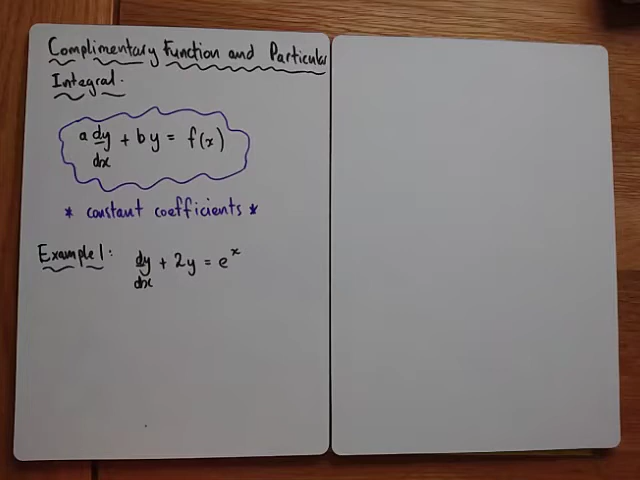 Complimentary Function and Particular
Integral.
a dy/dx + by = f(x)
* constant coefficients *
Example 1: dy/dx + 2y = e^x